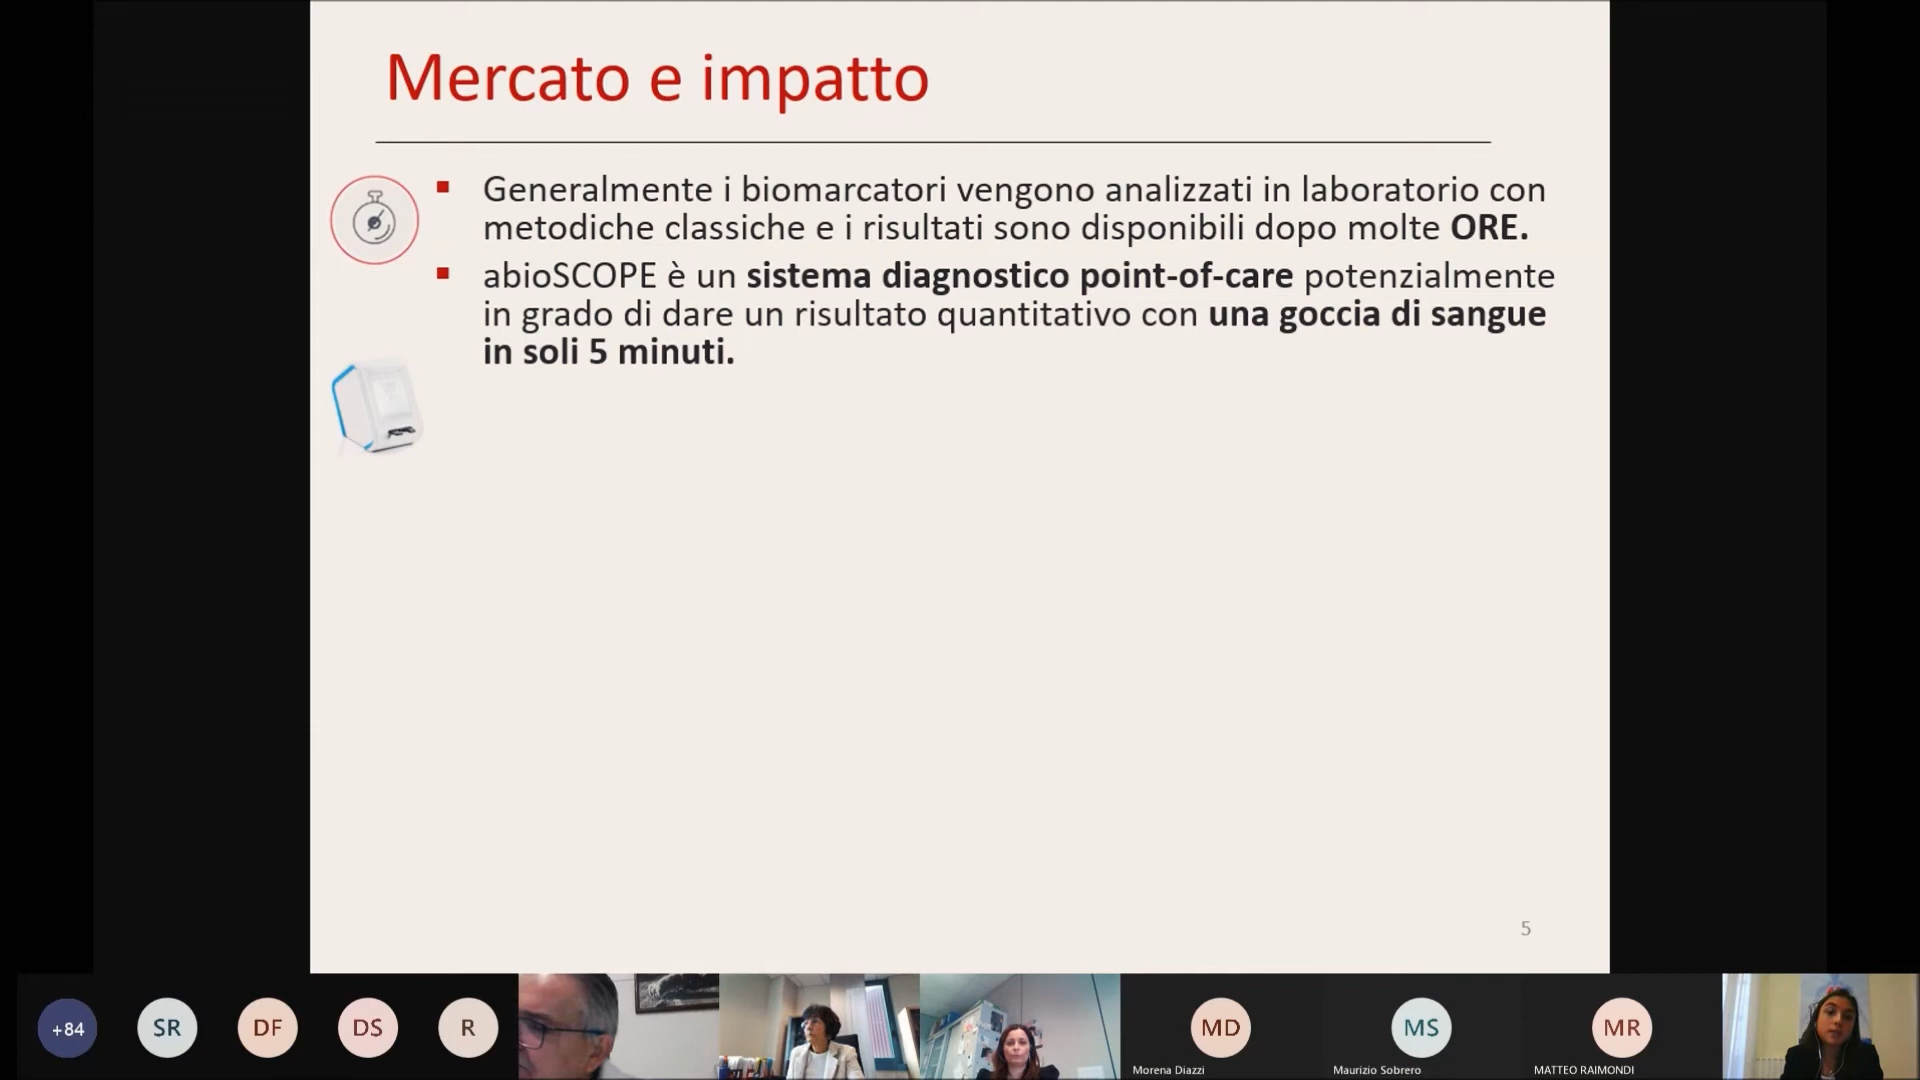 Mercato e impatto
Generalmente i biomarcatori vengono analizzati in laboratorio con
metodiche classiche e i risultati sono disponibili dopo molte ORE.
abioSCOPE è un sistema diagnostico point-of-care potenzialmente
in grado di dare un risultato quantitativo con una goccia di sangue
in soli 5 minuti.
5
+84
SR
DF
DS
R
MD
MS
MR
Morena Diazzi
Maurizio Sobrero
MATTEO RAIMONDI